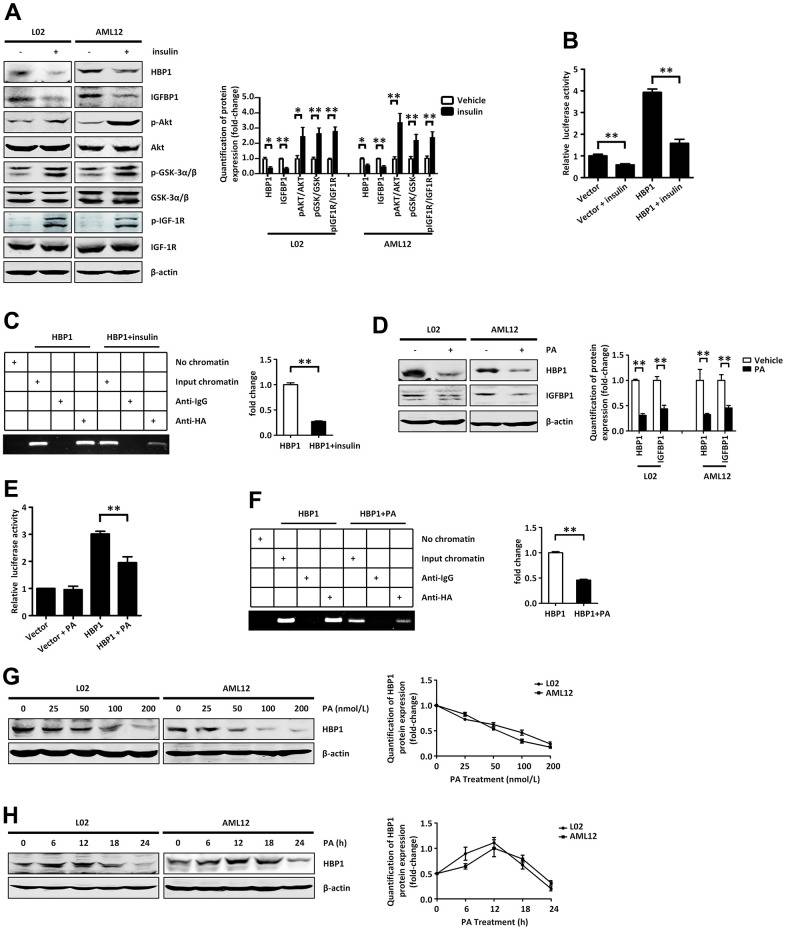 A
L02 AML12
- + - + insulin
HBP1
IGFBP1
p-Akt
Akt
p-GSK-3α/β
GSK-3α/β
p-IGF-1R
IGF-1R
β-actin
Quantification of protein
expression (fold-change)
5.0
4.0
3.0
2.0
1.0
0.0
Vehicle
insulin
* ** * ** ** * ** ** ** **
HBP1 IGFBP1 pAKT/AKT pGSK/GSK pIGF1R/IGF1R HBP1 IGFBP1 pAKT/AKT pGSK/GSK pIGF1R/IGF1R
L02 AML12
B
Relative luciferase activity
5
4
3
2
1
0
** **
Vector Vector + insulin HBP1 HBP1 + insulin
C
HBP1 HBP1+insulin
+ No chromatin
+ + Input chromatin
+ + Anti-IgG
+ + Anti-HA
fold change
1.5
1.0
0.5
0.0
**
HBP1 HBP1+insulin
D
L02 AML12
- + - + PA
HBP1
IGFBP1
β-actin
Quantification of protein
expression (fold-change)
1.5
1.0
0.5
0.0
Vehicle
PA
** ** ** **
HBP1 IGFBP1 HBP1 IGFBP1
L02 AML12
E
Relative luciferase activity
4
3
2
1
0
**
Vector Vector + PA HBP1 HBP1 + PA
F
HBP1 HBP1+PA
+ No chromatin
+ + Input chromatin
+ + Anti-IgG
+ + Anti-HA
fold change
1.5
1.0
0.5
0.0
**
HBP1 HBP1+PA
G
L02 AML12
0 25 50 100 200 0 25 50 100 200 PA (nmol/L)
HBP1
β-actin
Quantification of HBP1
protein expression
(fold-change)
1.5
1.0
0.5
0.0
L02
AML12
0 25 50 100 200
PA Treatment (nmol/L)
H
L02 AML12
0 6 12 18 24 0 6 12 18 24 PA (h)
HBP1
β-actin
Quantification of HBP1
protein expression
(fold-change)
1.5
1.0
0.5
0.0
L02
AML12
0 6 12 18 24
PA Treatment (h)